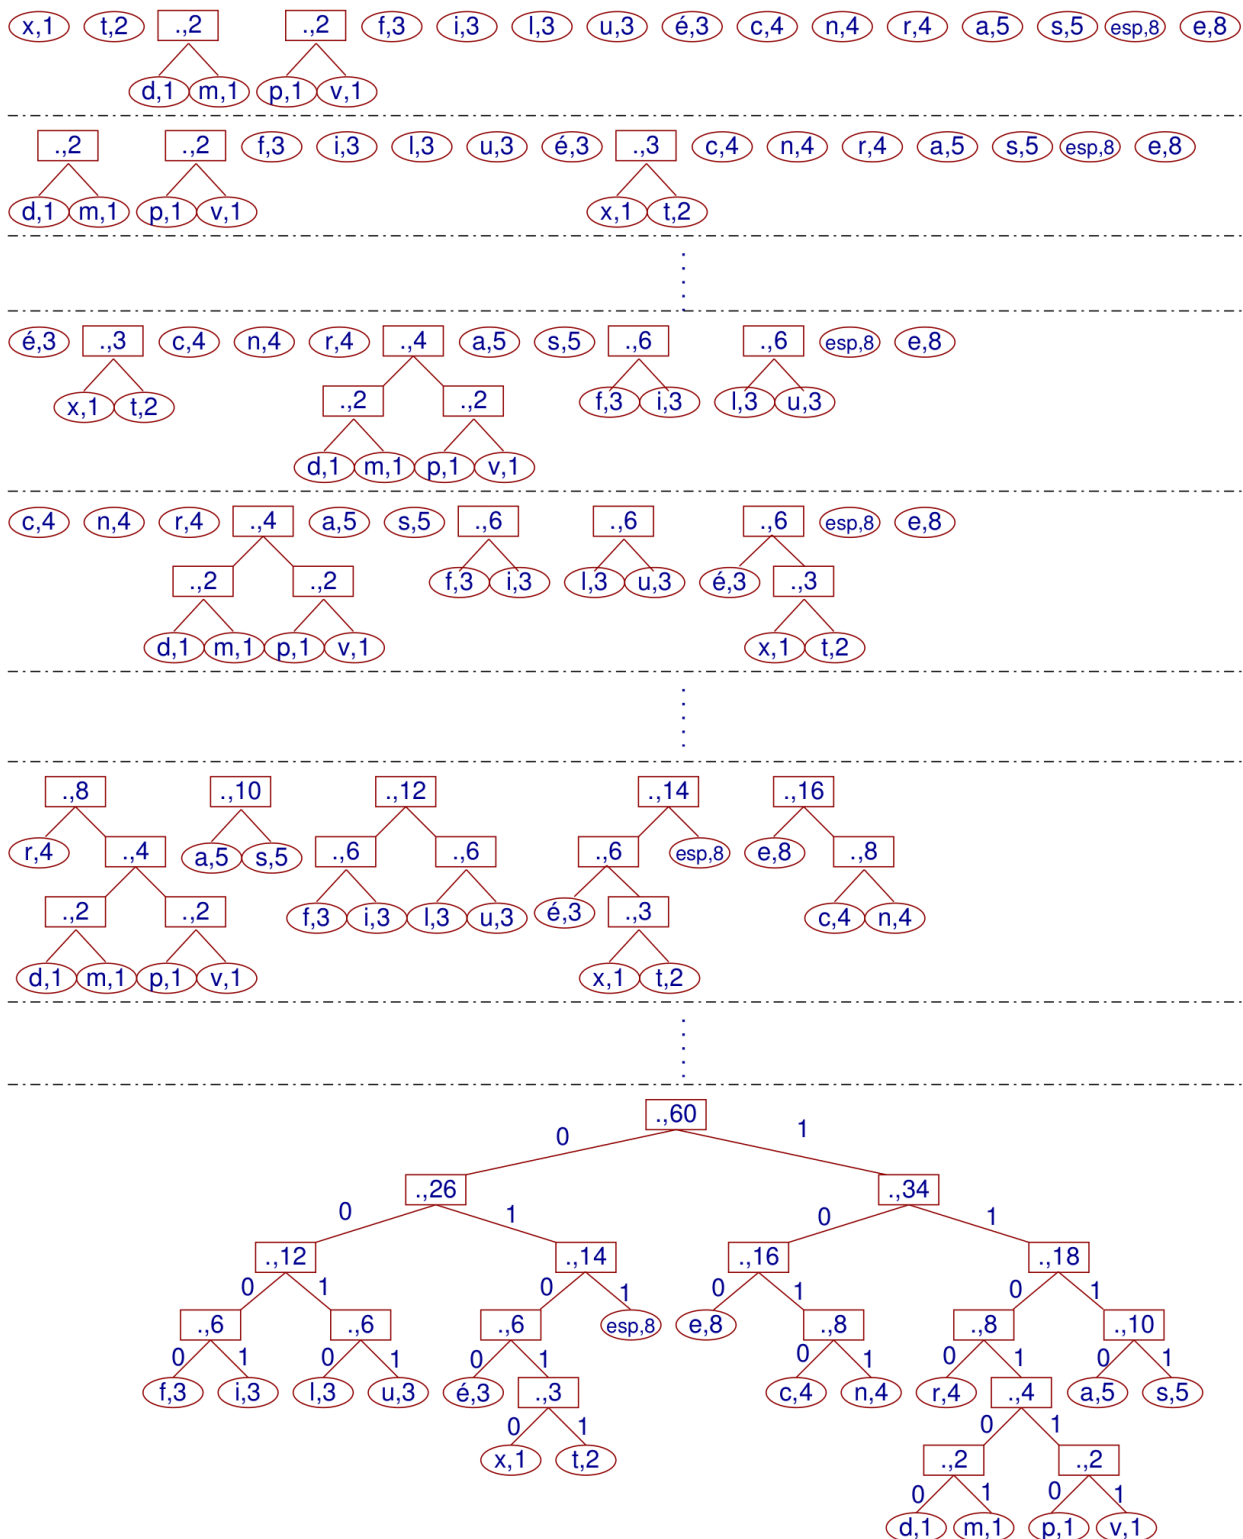 x,1 t,2 .,2 .,2 f,3 i,3 l,3 u,3 é,3 c,4 n,4 r,4 a,5 s,5 esp,8 e,8
d,1 m,1 p,1 v,1
.,2 .,2 f,3 i,3 l,3 u,3 é,3 .,3 c,4 n,4 r,4 a,5 s,5 esp,8 e,8
d,1 m,1 p,1 v,1 x,1 t,2
é,3 .,3 c,4 n,4 r,4 .,4 a,5 s,5 .,6 .,6 esp,8 e,8
x,1 t,2 .,2 .,2 f,3 i,3 l,3 u,3
d,1 m,1 p,1 v,1
c,4 n,4 r,4 .,4 a,5 s,5 .,6 .,6 .,6 esp,8 e,8
.,2 .,2 f,3 i,3 l,3 u,3 é,3 .,3
d,1 m,1 p,1 v,1 x,1 t,2
.,8 .,10 .,12 .,14 .,16
r,4 .,4 a,5 s,5 .,6 .,6 .,6 esp,8 e,8 .,8
.,2 .,2 f,3 i,3 l,3 u,3 é,3 .,3 c,4 n,4
d,1 m,1 p,1 v,1 x,1 t,2
.,60
0 1
.,26 .,34
0 1 0 1
.,12 .,14 .,16 .,18
0 1 0 1 0 1 0 1
.,6 .,6 .,6 esp,8 e,8 .,8 .,8 .,10
0 1 0 1 0 1 0 1 0 1 0 1
f,3 i,3 l,3 u,3 é,3 .,3 c,4 n,4 r,4 .,4 a,5 s,5
0 1 0 1
x,1 t,2 .,2 .,2
0 1 0 1
d,1 m,1 p,1 v,1